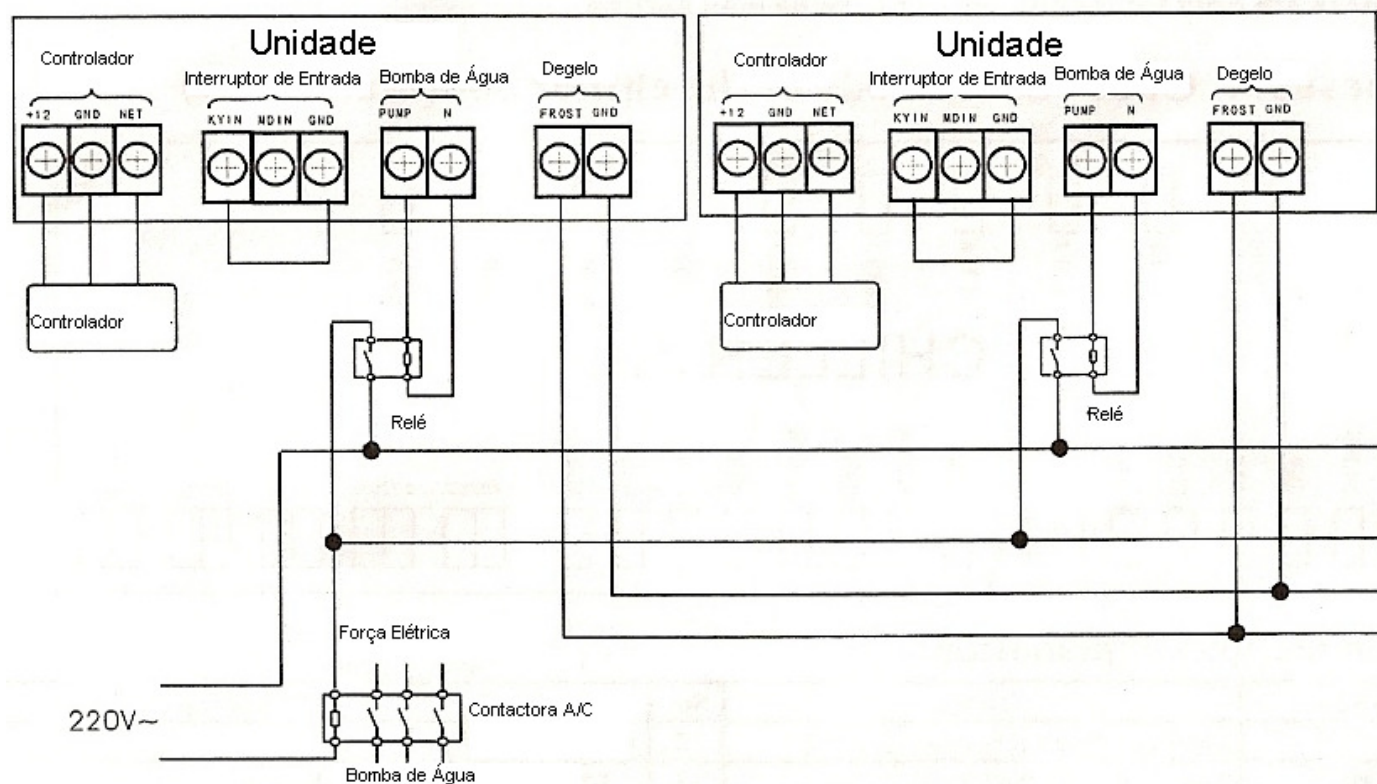 Unidade
Controlador
Interruptor de Entrada
Bomba de Água
Degelo
+12 GND NET
KYIN MDIN GND
PUMP N
FROST GND
Controlador
Relé
Unidade
Controlador
Interruptor de Entrada
Bomba de Água
Degelo
+12 GND NET
KYIN MDIN GND
PUMP N
FROST GND
Controlador
Relé
Força Elétrica
220V~
Contactora A/C
Bomba de Água